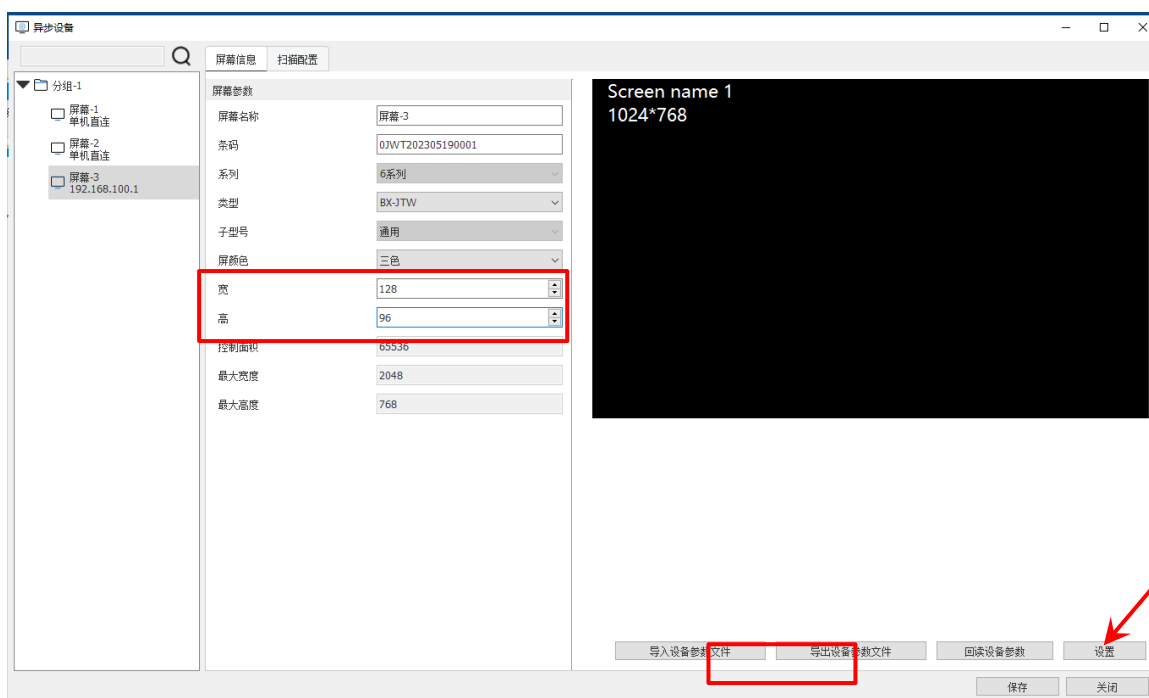 异步设备
屏幕信息 扫描配置
分组-1
屏幕-1
单机直连
屏幕-2
单机直连
屏幕-3
192.168.100.1
屏幕参数
屏幕名称 屏幕-3
条码 0JWT202305190001
系列 6系列
类型 BX-JTW
子型号 通用
屏颜色 三色
宽 128
高 96
控制面积 65536
最大宽度 2048
最大高度 768
Screen name 1
1024*768
导入设备参数文件 导出设备参数文件 回读设备参数 设置
保存 关闭